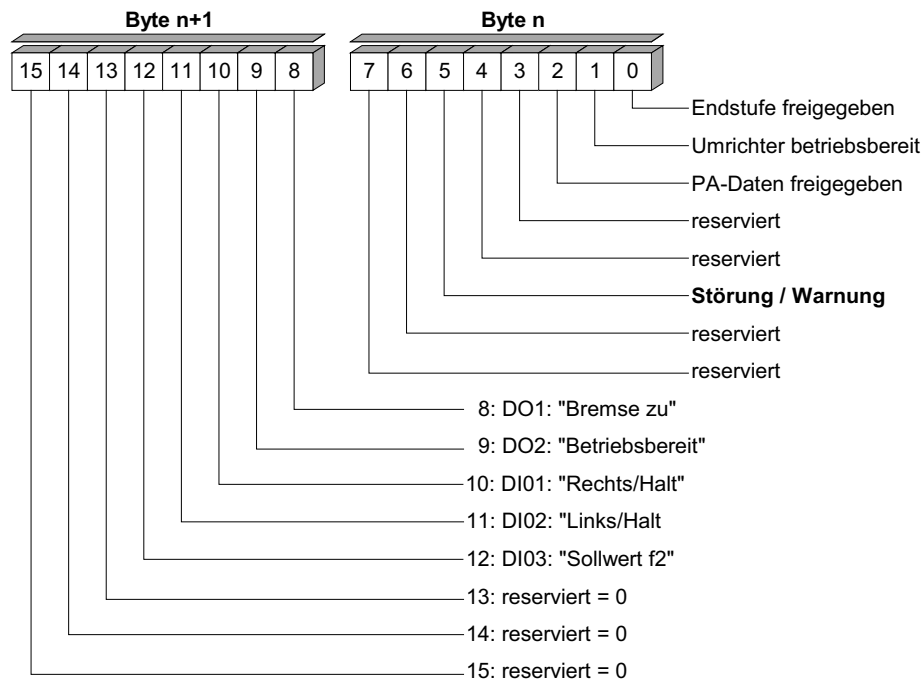 Byte n+1 Byte n
15 14 13 12 11 10 9 8 7 6 5 4 3 2 1 0
Endstufe freigegeben
Umrichter betriebsbereit
PA-Daten freigegeben
reserviert
reserviert
Störung / Warnung
reserviert
reserviert
8: DO1: "Bremse zu"
9: DO2: "Betriebsbereit"
10: DI01: "Rechts/Halt"
11: DI02: "Links/Halt
12: DI03: "Sollwert f2"
13: reserviert = 0
14: reserviert = 0
15: reserviert = 0